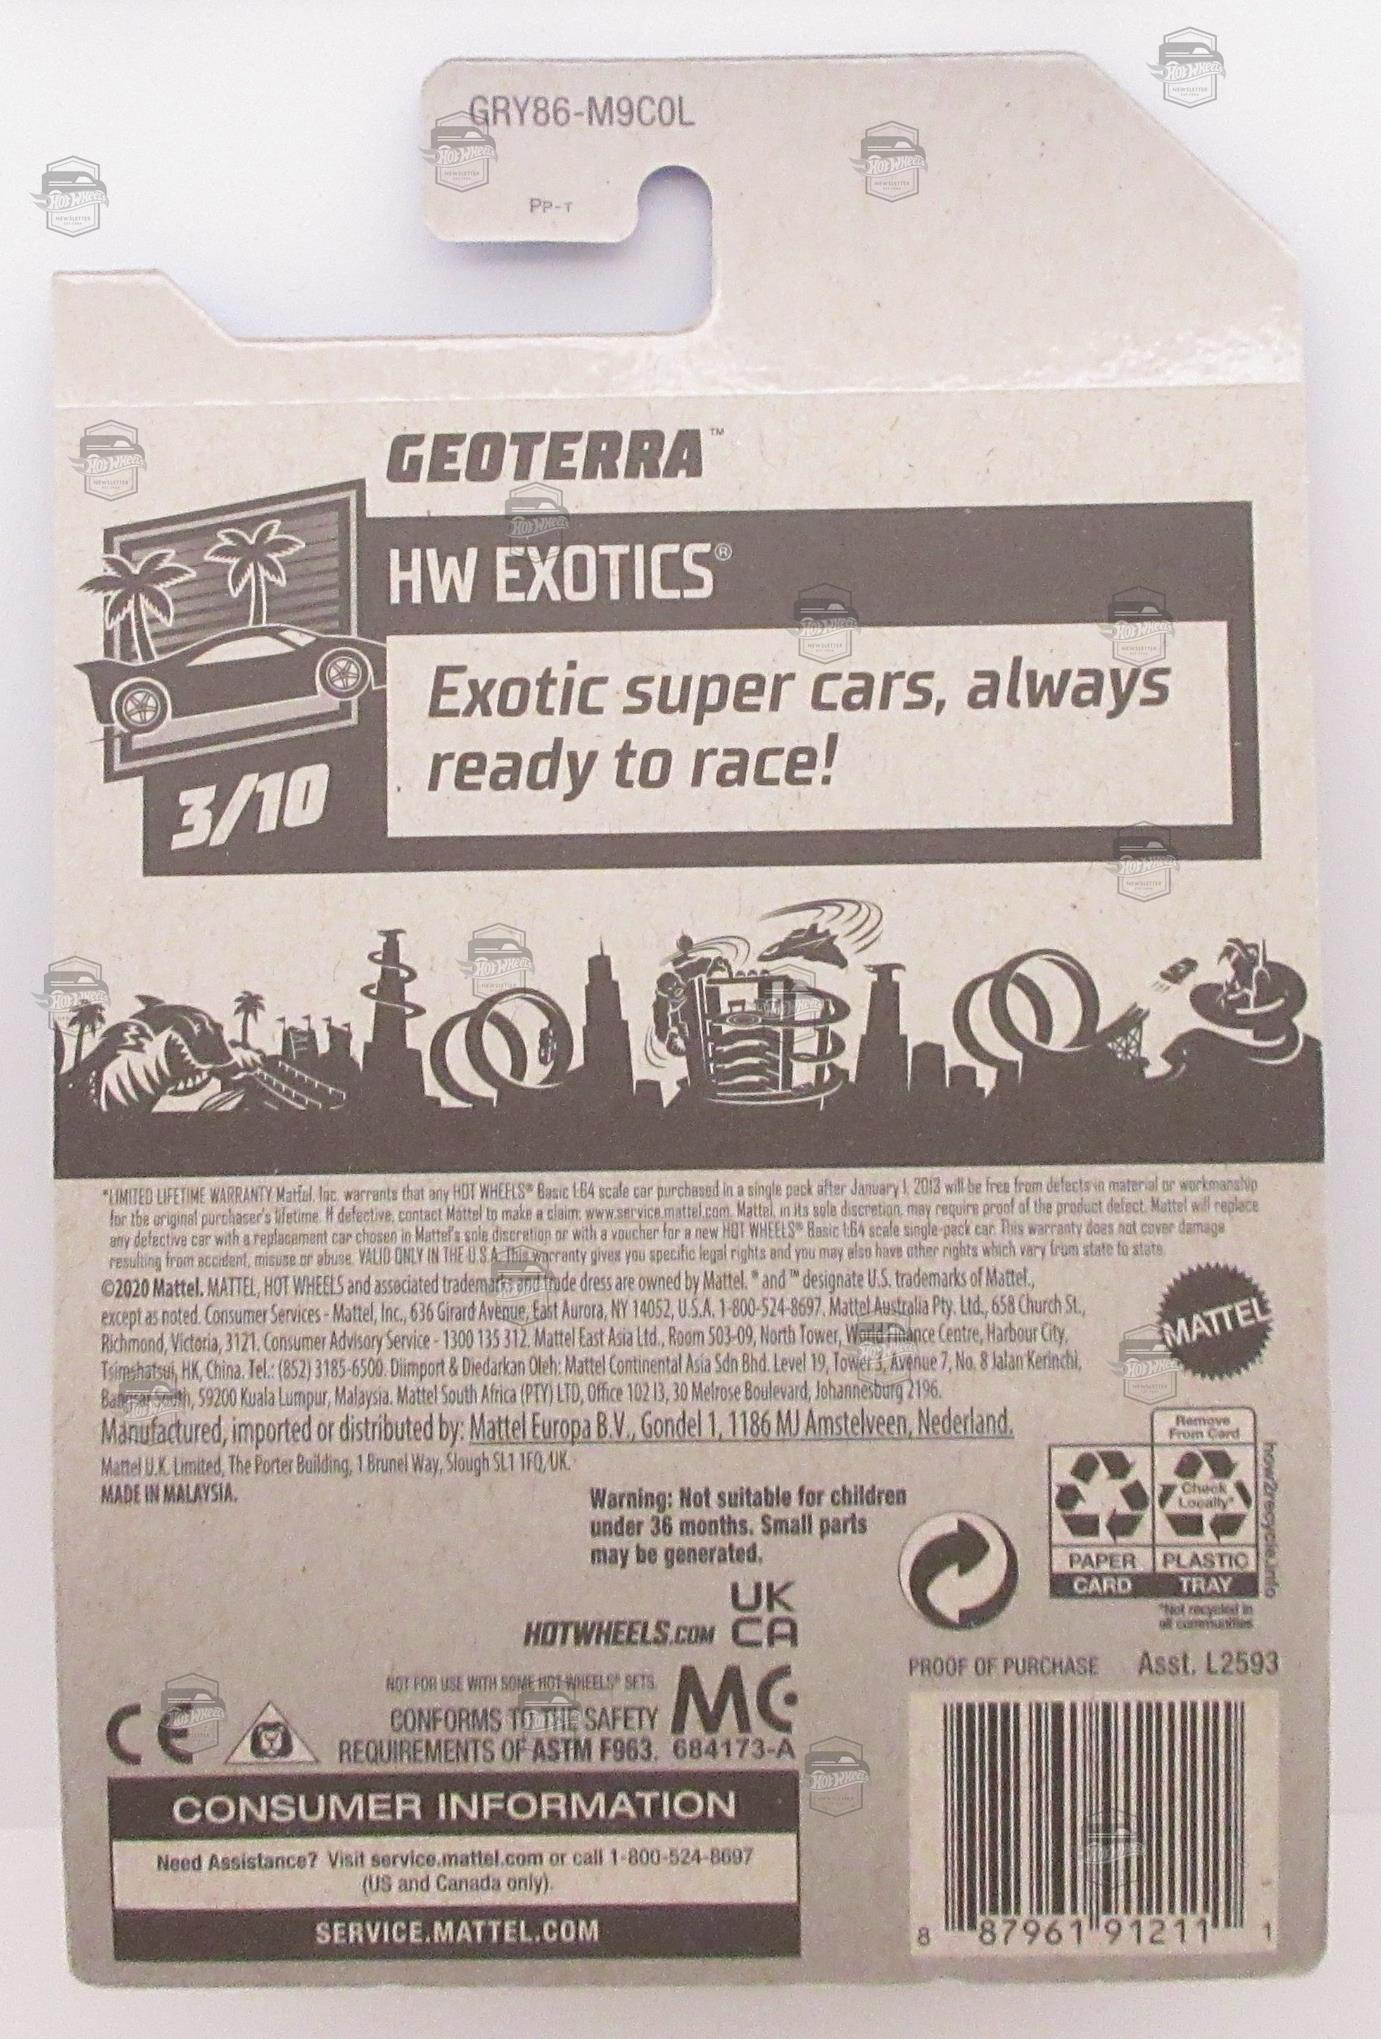 GRY86-M9C0L
PP-T
GEOTERRA™
HW EXOTICS®
Exotic super cars, always
ready to race!
3/10
*LIMITED LIFETIME WARRANTY Mattel, Inc. warrants that any HOT WHEELS® Basic 1:64 scale car purchased in a single pack after January 1, 2013 will be free from defects in material or workmanship
for the original purchaser's lifetime. If defective, contact Mattel to make a claim: www.service.mattel.com. Mattel, in its sole discretion, may require proof of the product defect. Mattel will replace
any defective car with a replacement car chosen in Mattel's sole discretion or with a voucher for a new HOT WHEELS® Basic 1:64 scale single-pack car. This warranty does not cover damage
resulting from accident, misuse or abuse. VALID ONLY IN THE U.S.A. This warranty gives you specific legal rights and you may also have other rights which vary from state to state.
©2020 Mattel. MATTEL, HOT WHEELS and associated trademarks and trade dress are owned by Mattel. ® and ™ designate U.S. trademarks of Mattel.,
except as noted. Consumer Services - Mattel, Inc., 636 Girard Avenue, East Aurora, NY 14052, U.S.A. 1-800-524-8697. Mattel Australia Pty. Ltd., 658 Church St.,
Richmond, Victoria, 3121. Consumer Advisory Service - 1300 135 312. Mattel East Asia Ltd., Room 503-09, North Tower, World Finance Centre, Harbour City,
Tsimshatsui, HK, China. Tel.: (852) 3185-6500. Diimport & Diedarkan Oleh: Mattel Continental Asia Sdn Bhd. Level 19, Tower 3, Avenue 7, No. 8 Jalan Kerinchi,
Bangsar South, 59200 Kuala Lumpur, Malaysia. Mattel South Africa (PTY) LTD, Office 102 I3, 30 Melrose Boulevard, Johannesburg 2196.
Manufactured, imported or distributed by: Mattel Europa B.V., Gondel 1, 1186 MJ Amstelveen, Nederland.
Mattel U.K. Limited, The Porter Building, 1 Brunel Way, Slough SL1 1FQ, UK.
MADE IN MALAYSIA.
MATTEL
Remove
From Card
Check
Locally*
PAPER
PLASTIC
CARD
TRAY
how2recycle.info
*Not recycled in
all communities
Warning: Not suitable for children
under 36 months. Small parts
may be generated.
UK
CA
HOTWHEELS.COM
PROOF OF PURCHASE
Asst. L2593
NOT FOR USE WITH SOME HOT WHEELS® SETS.
CONFORMS TO THE SAFETY
REQUIREMENTS OF ASTM F963.
MC
684173-A
CE
CONSUMER INFORMATION
Need Assistance? Visit service.mattel.com or call 1-800-524-8697
(US and Canada only).
SERVICE.MATTEL.COM
8 87961 91211 1
Hot Wheels
NEWSLETTER